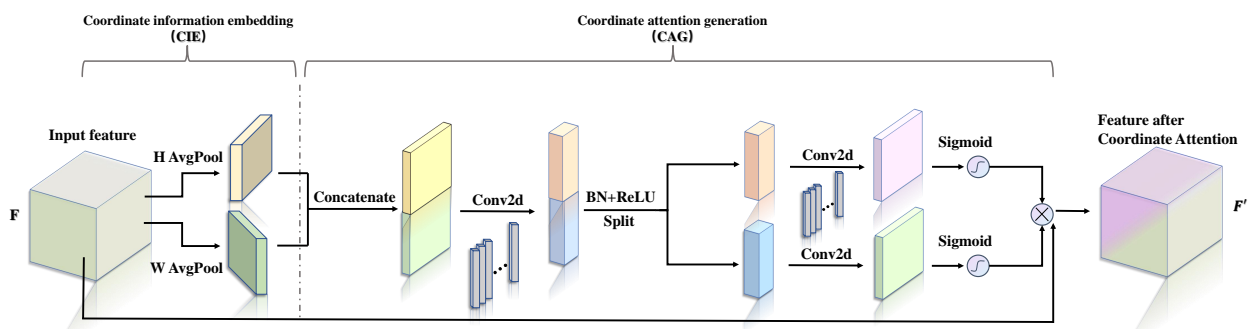 Coordinate information embedding
(CIE)
Coordinate attention generation
(CAG)
Input feature
F
H AvgPool
W AvgPool
Concatenate
Conv2d
BN+ReLU
Split
Conv2d
Conv2d
Sigmoid
Sigmoid
Feature after
Coordinate Attention
F'